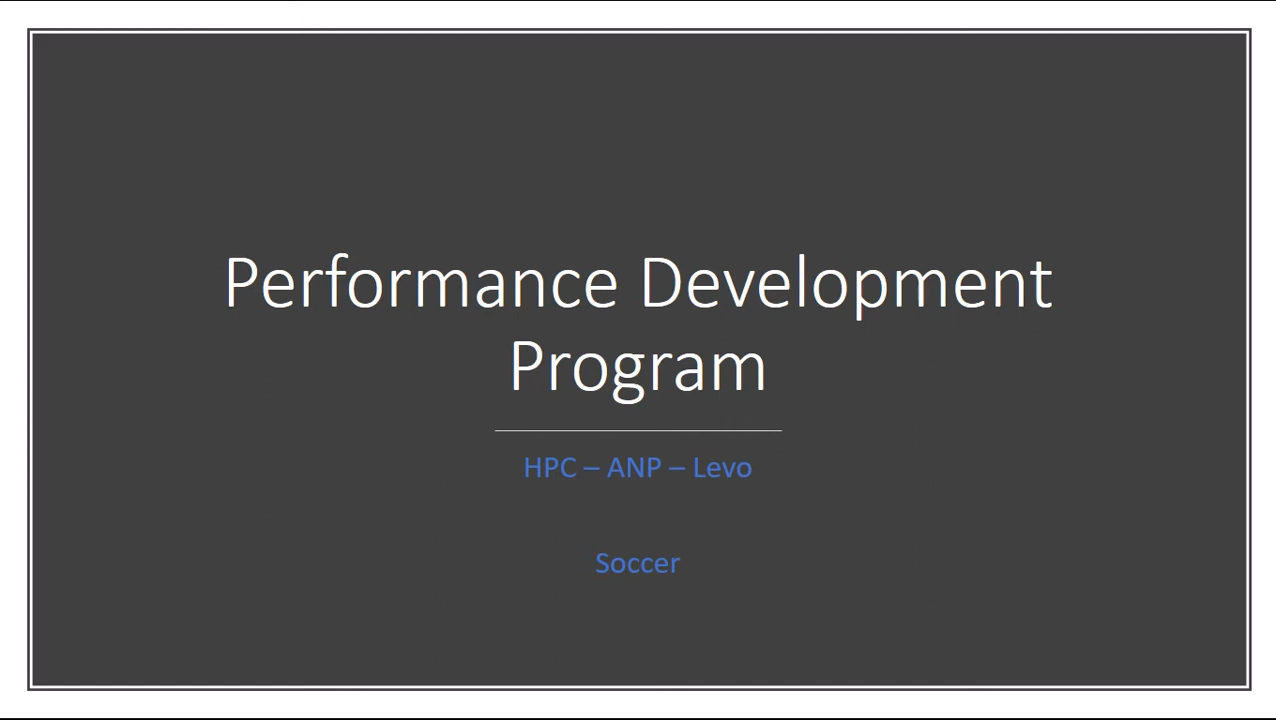 Performance Development
Program
HPC – ANP – Levo
Soccer